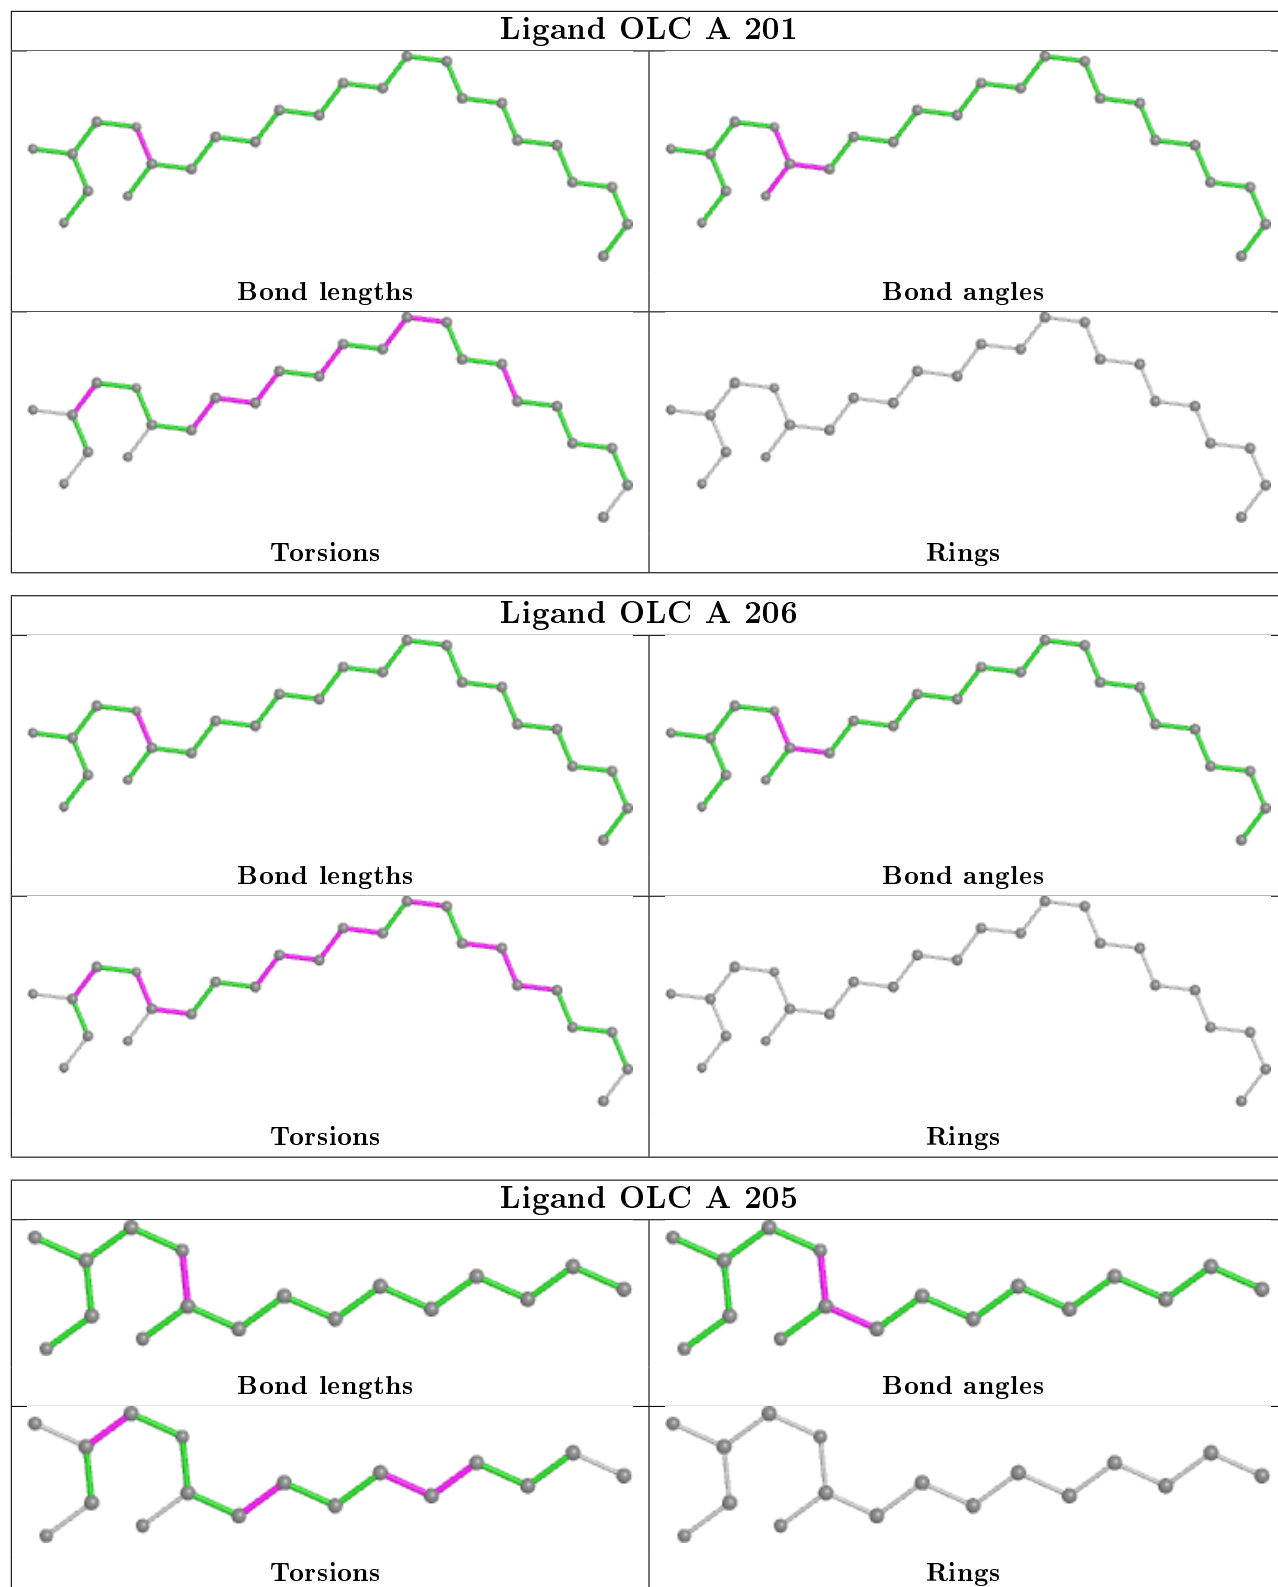 Ligand OLC A 201
Bond lengths
Bond angles
Torsions
Rings
Ligand OLC A 206
Bond lengths
Bond angles
Torsions
Rings
Ligand OLC A 205
Bond lengths
Bond angles
Torsions
Rings